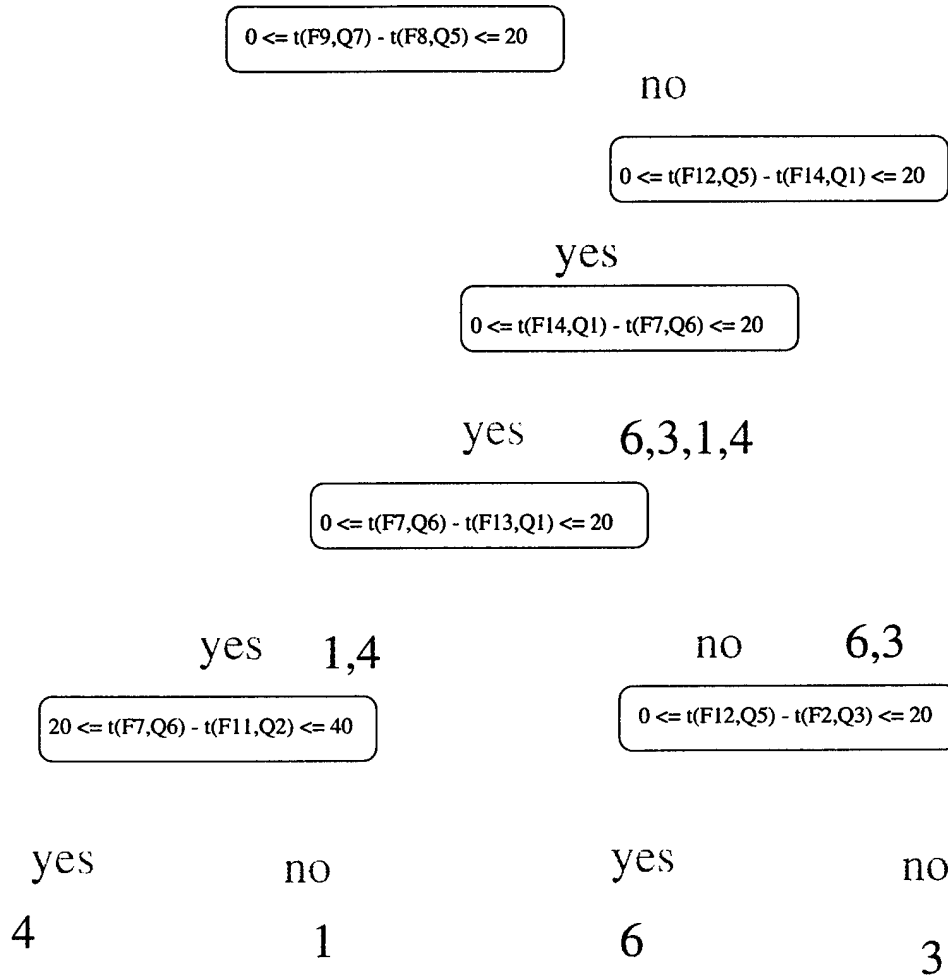 0 <= t(F9,Q7) - t(F8,Q5) <= 20
no
0 <= t(F12,Q5) - t(F14,Q1) <= 20
yes
0 <= t(F14,Q1) - t(F7,Q6) <= 20
yes 6,3,1,4
0 <= t(F7,Q6) - t(F13,Q1) <= 20
yes 1,4 no 6,3
20 <= t(F7,Q6) - t(F11,Q2) <= 40 0 <= t(F12,Q5) - t(F2,Q3) <= 20
yes no yes no
4 1 6 3